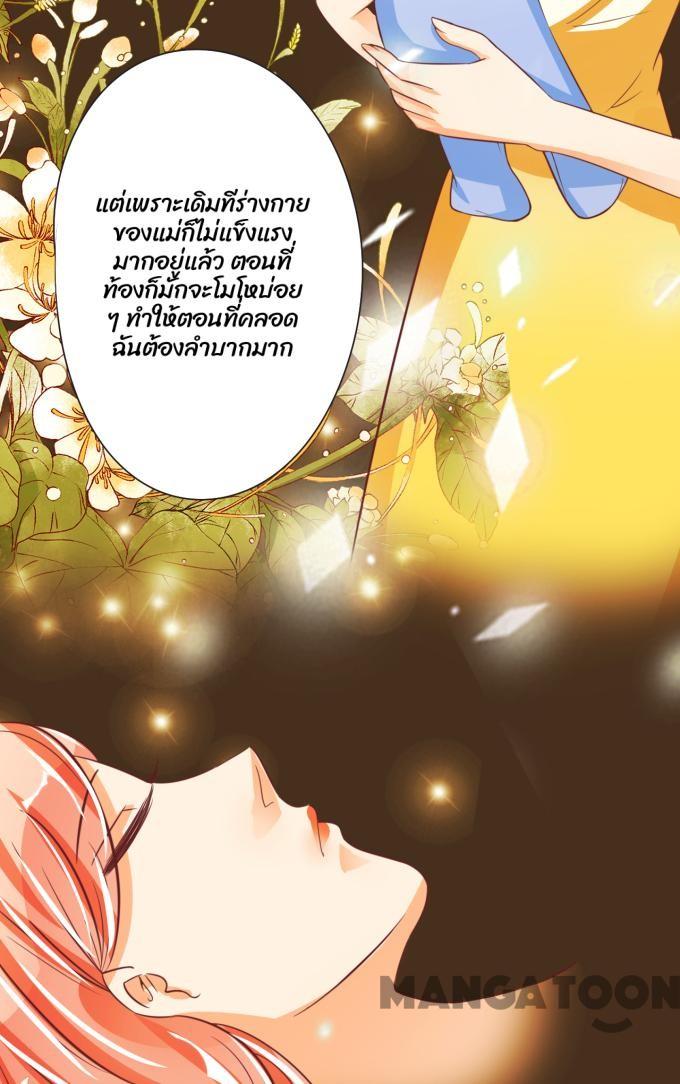 แต่เพราะเดิมทีร่างกาย
ของแม่ก็ไม่แข็งแรง
มากอยู่แล้ว ตอนที่
ท้องก็มักจะโมโหบ่อย
ๆ ทำให้ตอนที่คลอด
ฉันต้องลำบากมาก
MANGATOON